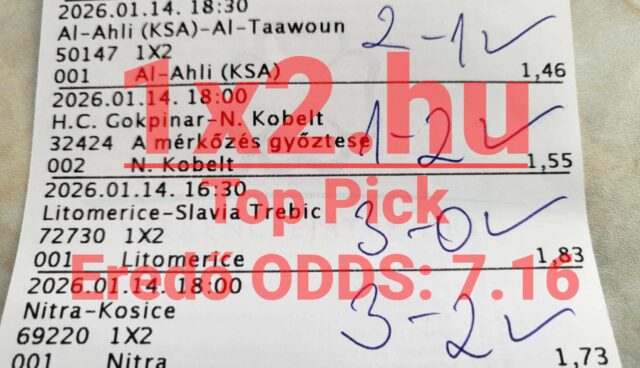 2026.01.14. 18:30
Al-Ahli (KSA)-Al-Taawoun
50147 1X2
2-1✓
001 Al-Ahli (KSA) 1,46
1x2.hu
2026.01.14. 18:00
H.C. Gokpinar-N. Kobelt
32424 A mérkőzés győztese
1-2✓
002 N. Kobelt 1,55
Top Pick
2026.01.14. 16:30
Litomerice-Slavia Trebic
72730 1X2
3-0✓
001 Litomerice 1,83
Eredő ODDS: 7.16
2026.01.14. 18:00
Nitra-Kosice
69220 1X2
3-2✓
001 Nitra 1,73